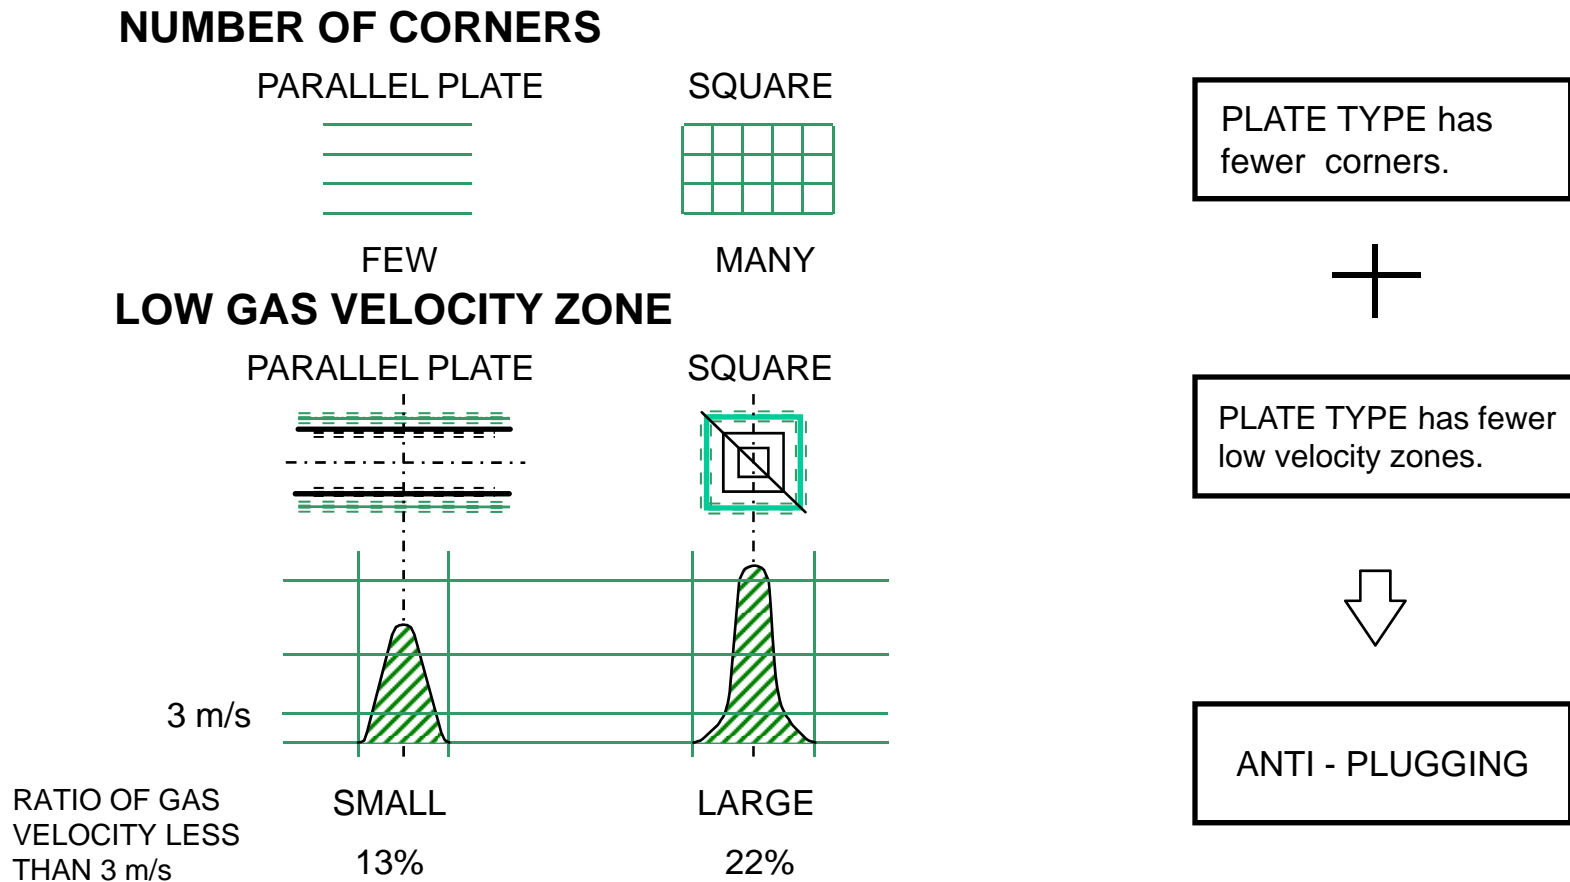 NUMBER OF CORNERS
PARALLEL PLATE
SQUARE
FEW
MANY
LOW GAS VELOCITY ZONE
PARALLEL PLATE
SQUARE
3 m/s
RATIO OF GAS
VELOCITY LESS
THAN 3 m/s
SMALL
LARGE
13%
22%
PLATE TYPE has
fewer corners.
PLATE TYPE has fewer
low velocity zones.
ANTI - PLUGGING